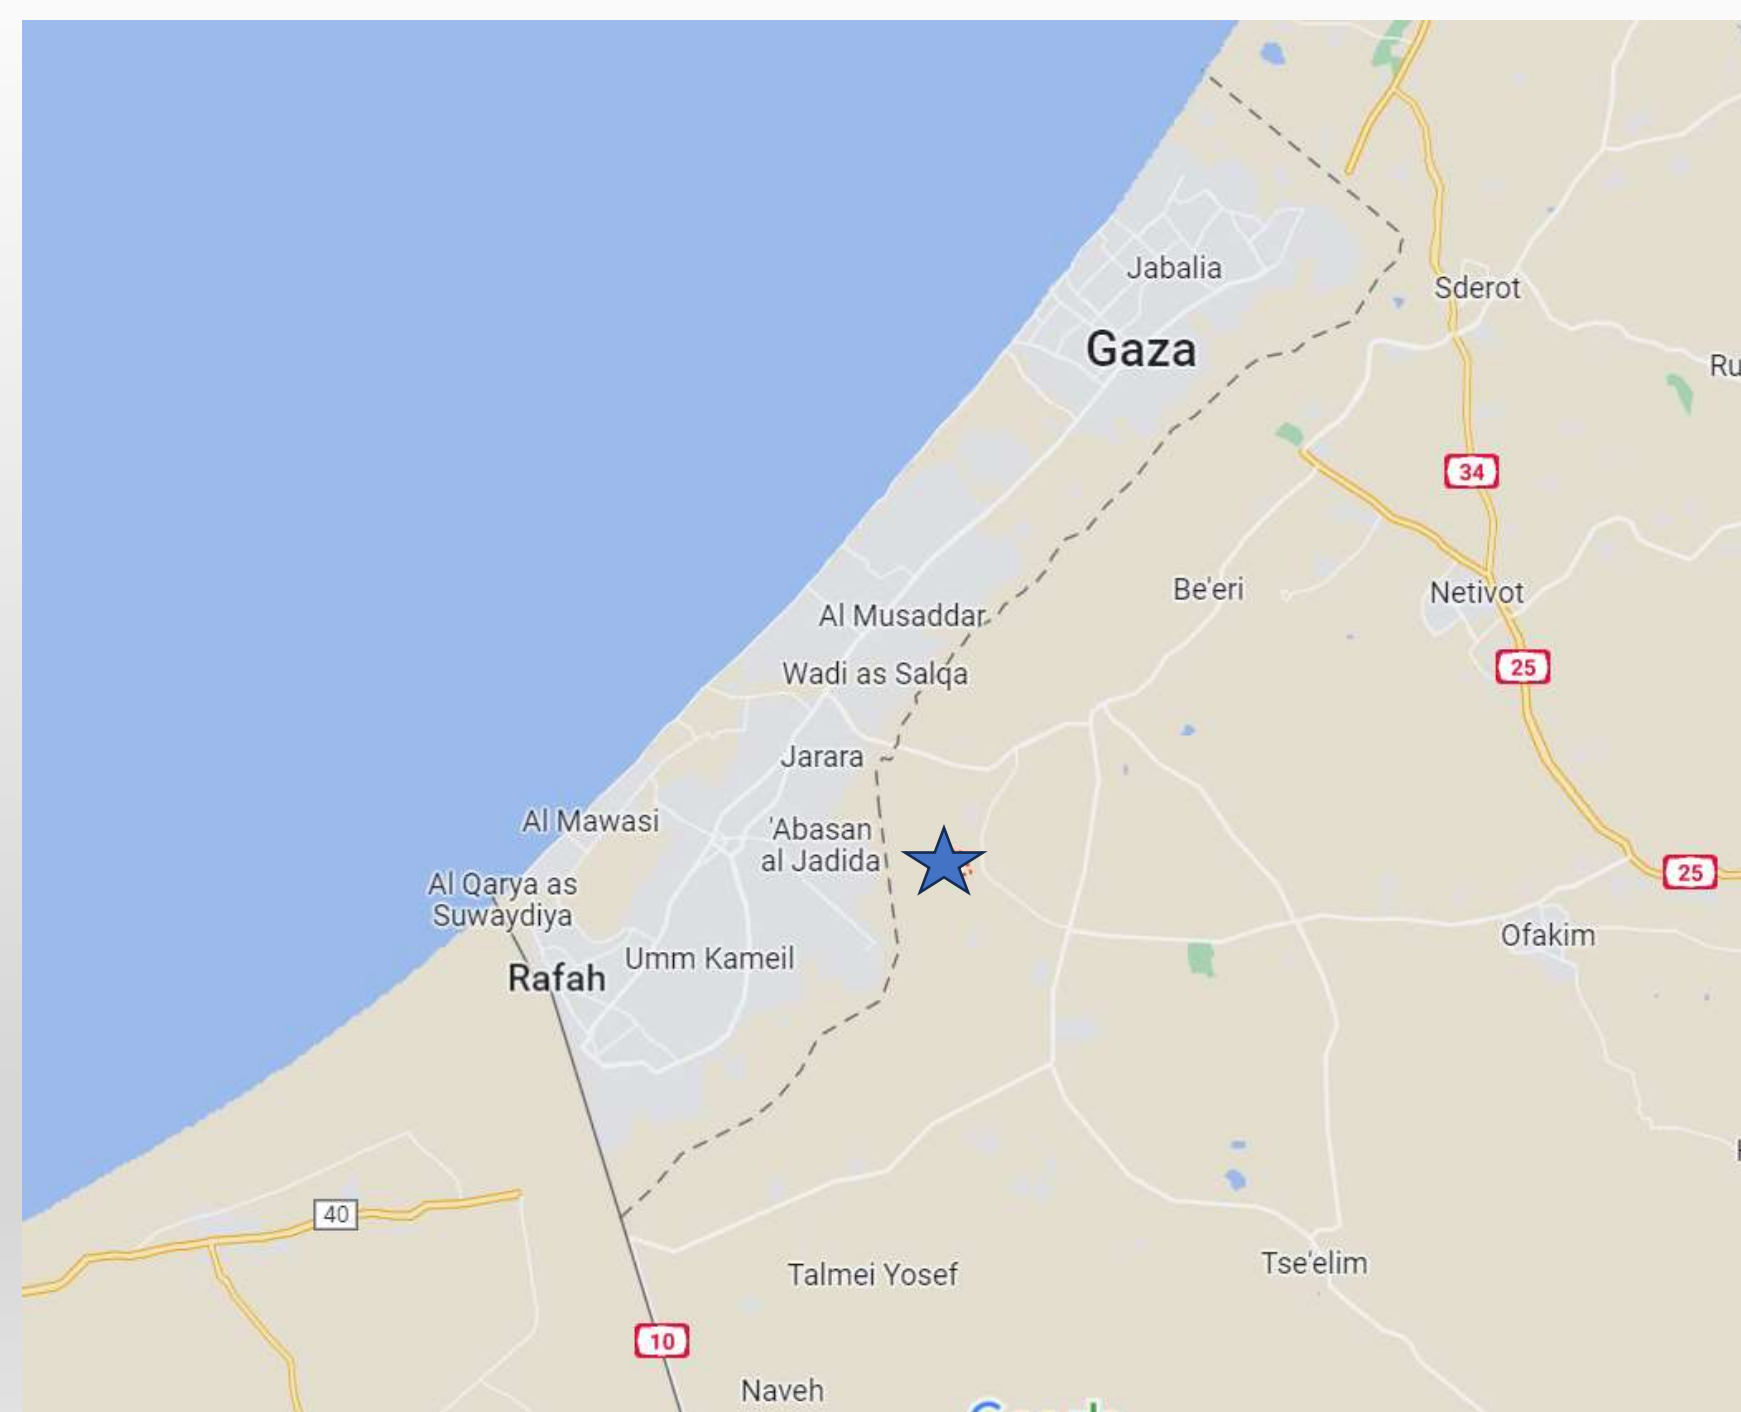 Jabalia
Sderot
Gaza
Ru
34
Be'eri
Netivot
Al Musaddar
Wadi as Salqa
25
Jarara
Al Mawasi
'Abasan
al Jadida
25
Al Qarya as
Suwaydiya
Ofakim
Umm Kameil
Rafah
40
Tse'elim
Talmei Yosef
10
Naveh